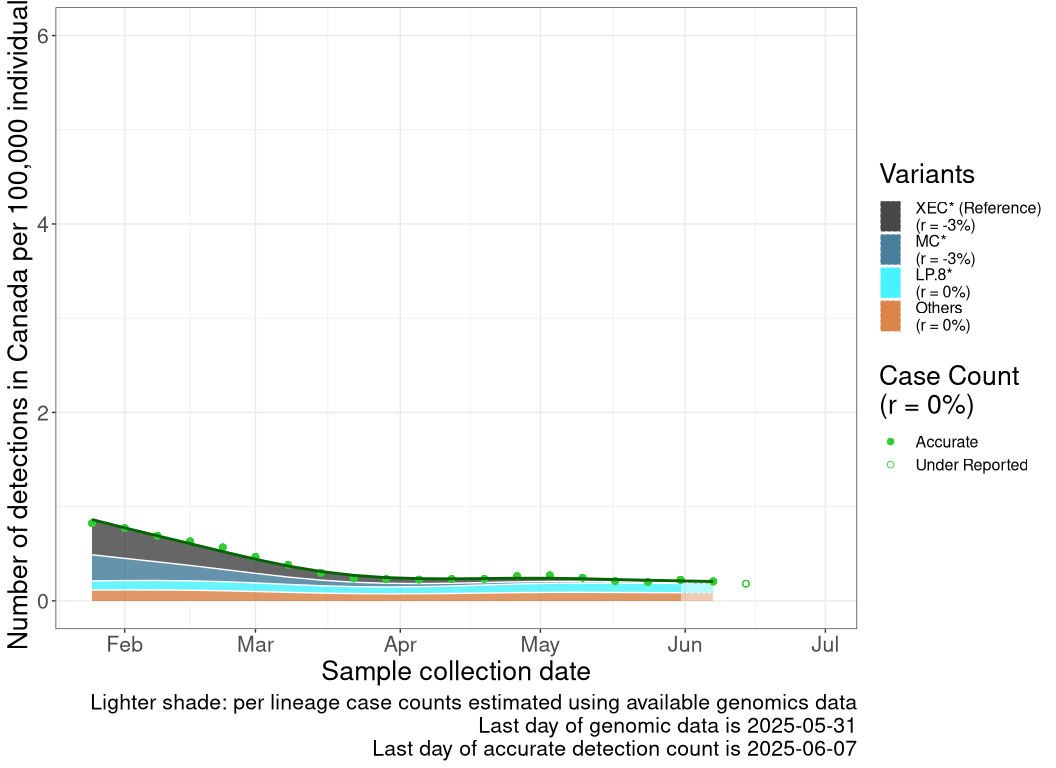 Number of detections in Canada per 100,000 individual
6
4
2
0
Feb
Mar
Apr
May
Jun
Jul
Sample collection date
Variants
XEC* (Reference)
(r = -3%)
MC*
(r = -3%)
LP.8*
(r = 0%)
Others
(r = 0%)
Case Count
(r = 0%)
Accurate
Under Reported
Lighter shade: per lineage case counts estimated using available genomics data
Last day of genomic data is 2025-05-31
Last day of accurate detection count is 2025-06-07